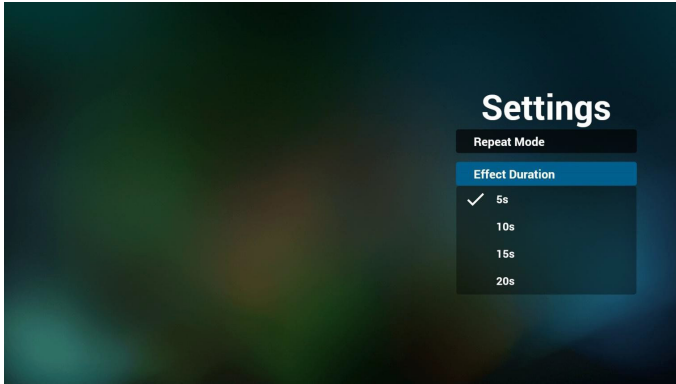 Settings
Repeat Mode
Effect Duration
5s
10s
15s
20s